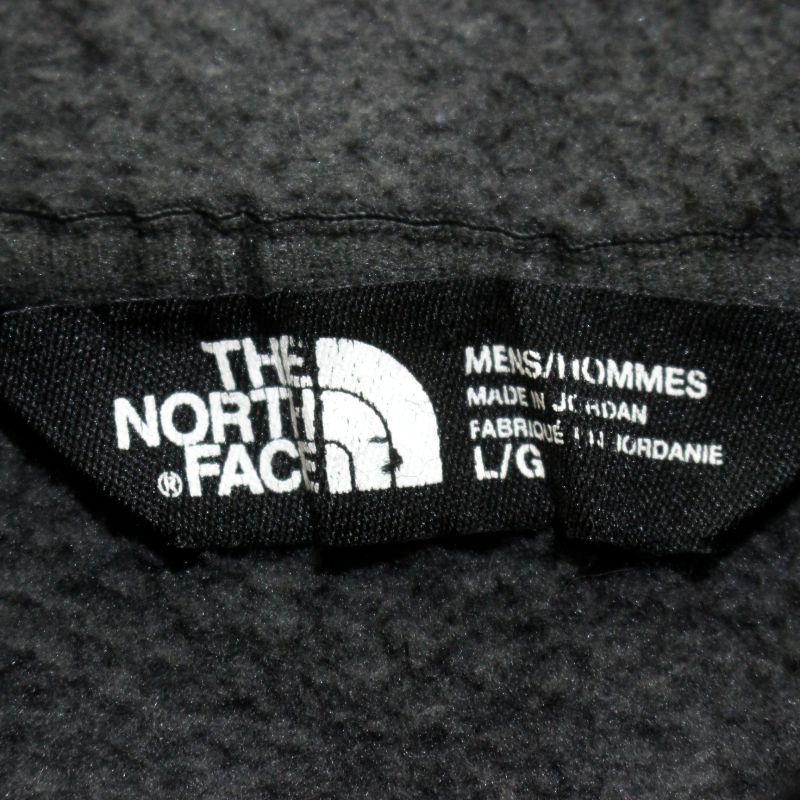 THE
NORTH
® FACE
MENS/HOMMES
MADE IN JORDAN
FABRIQUÉ EN JORDANIE
L/G